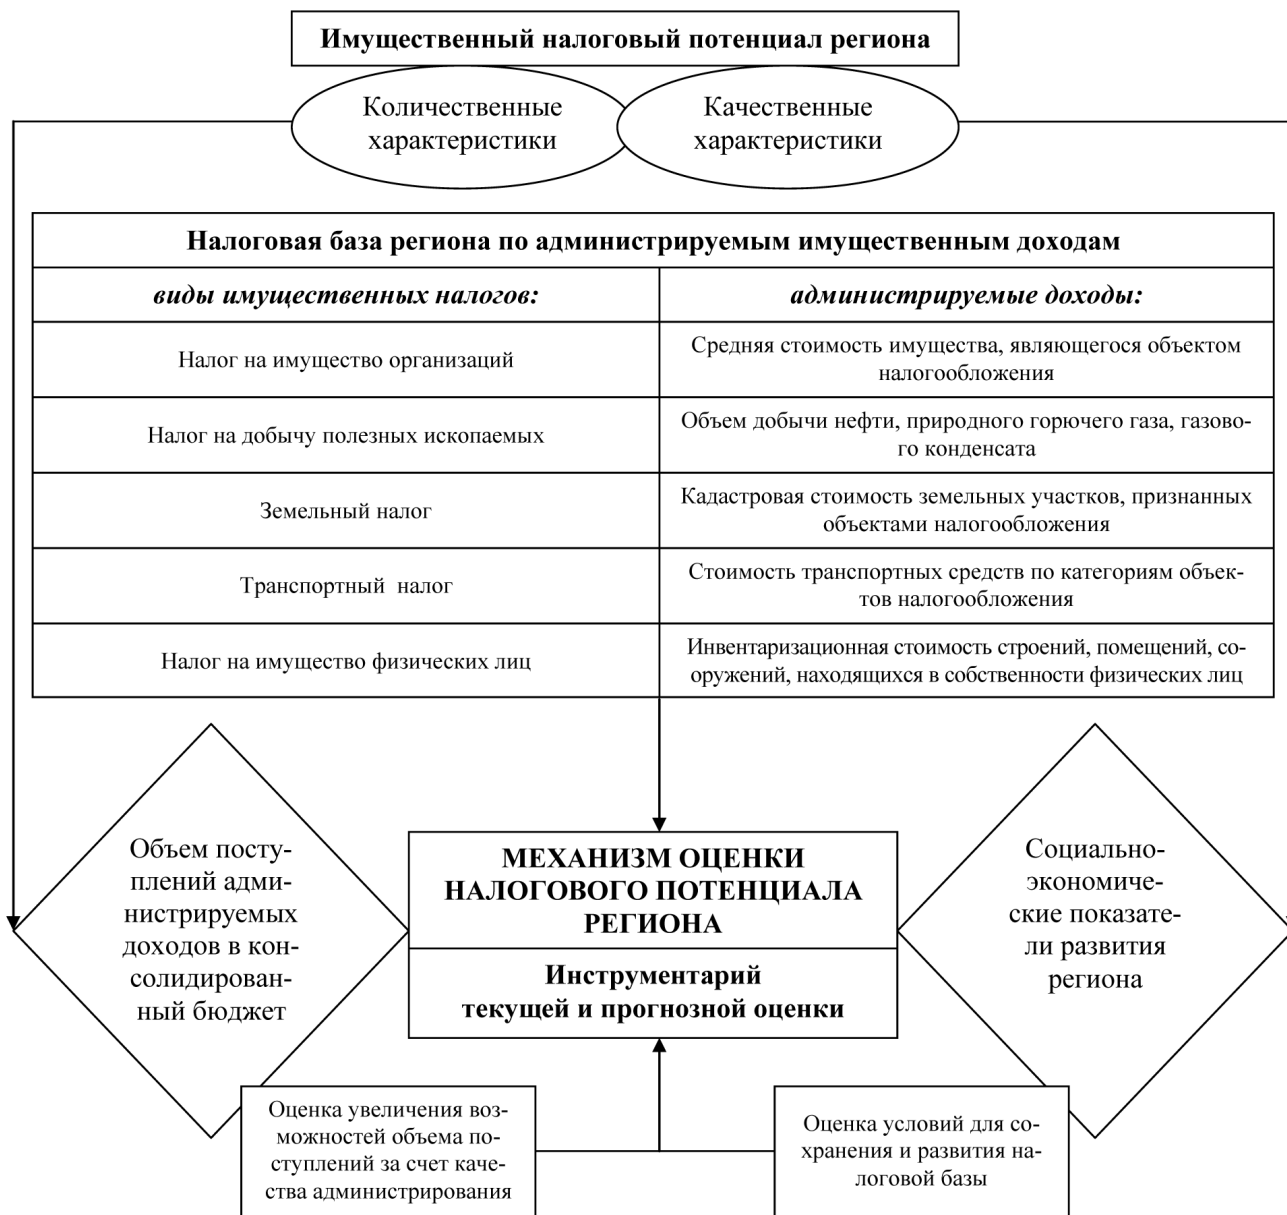 Имущественный налоговый потенциал региона
Количественные
характеристики
Качественные
характеристики
Налоговая база региона по администрируемым имущественным доходам
виды имущественных налогов:
администрируемые доходы:
Налог на имущество организаций
Средняя стоимость имущества, являющегося объектом
налогообложения
Налог на добычу полезных ископаемых
Объем добычи нефти, природного горючего газа, газово-
го конденсата
Земельный налог
Кадастровая стоимость земельных участков, признанных
объектами налогообложения
Транспортный  налог
Стоимость транспортных средств по категориям объек-
тов налогообложения
Налог на имущество физических лиц
Инвентаризационная стоимость строений, помещений, со-
оружений, находящихся в собственности физических лиц
Объем посту-
плений адми-
нистрируемых
доходов в кон-
солидирован-
ный бюджет
МЕХАНИЗМ ОЦЕНКИ
НАЛОГОВОГО ПОТЕНЦИАЛА
РЕГИОНА
Инструментарий
текущей и прогнозной оценки
Социально-
экономиче-
ские показате-
ли развития
региона
Оценка увеличения воз-
можностей объема по-
ступлений за счет каче-
ства администрирования
Оценка условий для со-
хранения и развития на-
логовой базы